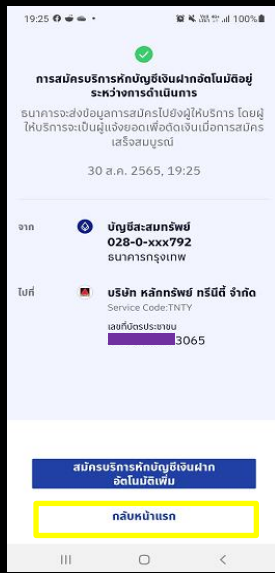 19:25
100%
การสมัครบริการหักบัญชีเงินฝากอัตโนมัติอยู่
ระหว่างการดำเนินการ
ธนาคารจะส่งข้อมูลการสมัครไปยังผู้ให้บริการ โดยผู้
ให้บริการจะเป็นผู้แจ้งยอดเพื่อตัดเงินเมื่อการสมัคร
เสร็จสมบูรณ์
30 ส.ค. 2565, 19:25
จาก
บัญชีสะสมทรัพย์
028-0-xxx792
ธนาคารกรุงเทพ
ไปที่
บริษัท หลักทรัพย์ ทรีนีตี้ จำกัด
Service Code:TNTY
เลขที่บัตรประชาชน
3065
สมัครบริการหักบัญชีเงินฝาก
อัตโนมัติเพิ่ม
กลับหน้าแรก